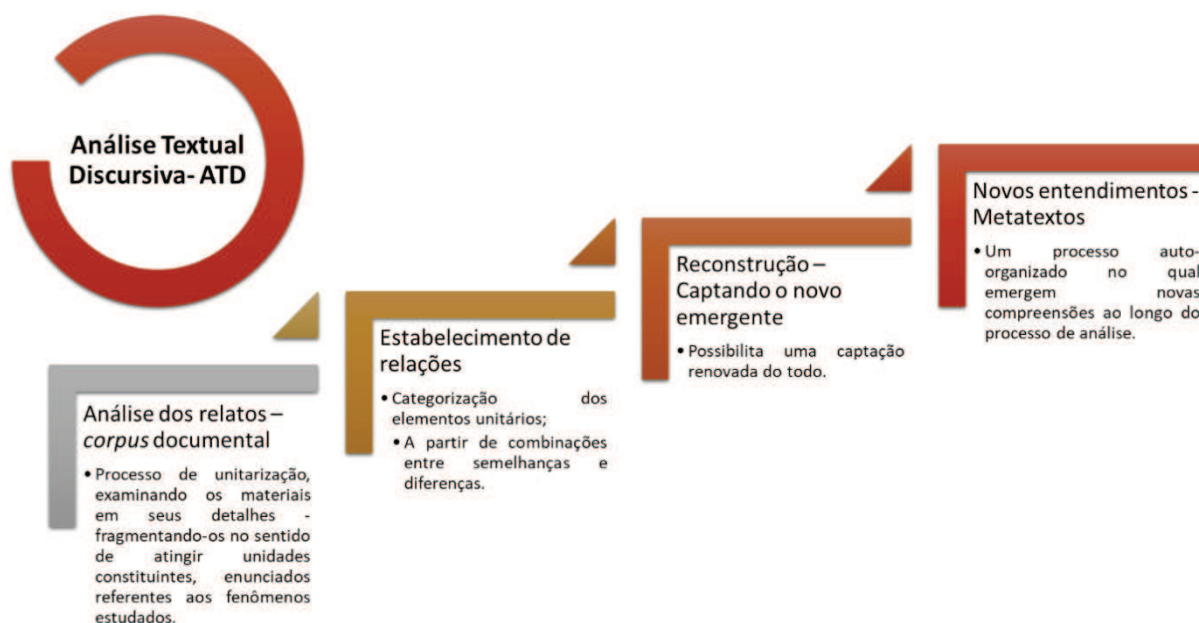 Análise Textual
Discursiva- ATD
Análise dos relatos –
corpus documental
• Processo de unitarização,
examinando os materiais
em seus detalhes -
fragmentando-os no sentido
de atingir unidades
constituintes, enunciados
referentes aos fenômenos
estudados.
Estabelecimento de
relações
• Categorização dos
elementos unitários;
• A partir de combinações
entre semelhanças e
diferenças.
Reconstrução –
Captando o novo
emergente
• Possibilita uma captação
renovada do todo.
Novos entendimentos -
Metatextos
• Um processo auto-
organizado no qual
emergem novas
compreensões ao longo do
processo de análise.